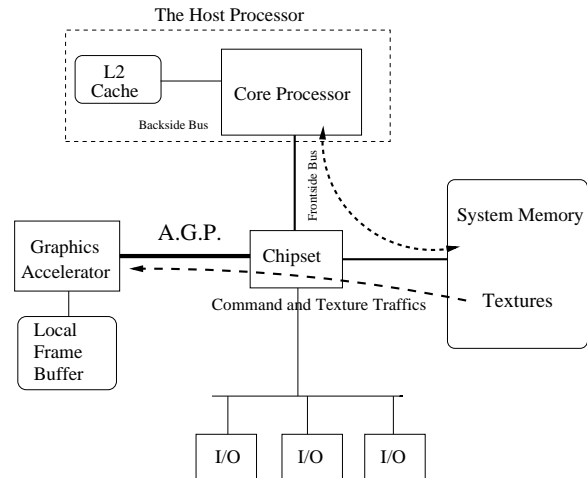 The Host Processor
L2
Cache
Core Processor
Backside Bus
Frontside Bus
System Memory
A.G.P.
Graphics
Accelerator
Chipset
Textures
Command and Texture Traffics
Local
Frame
Buffer
I/O
I/O
I/O